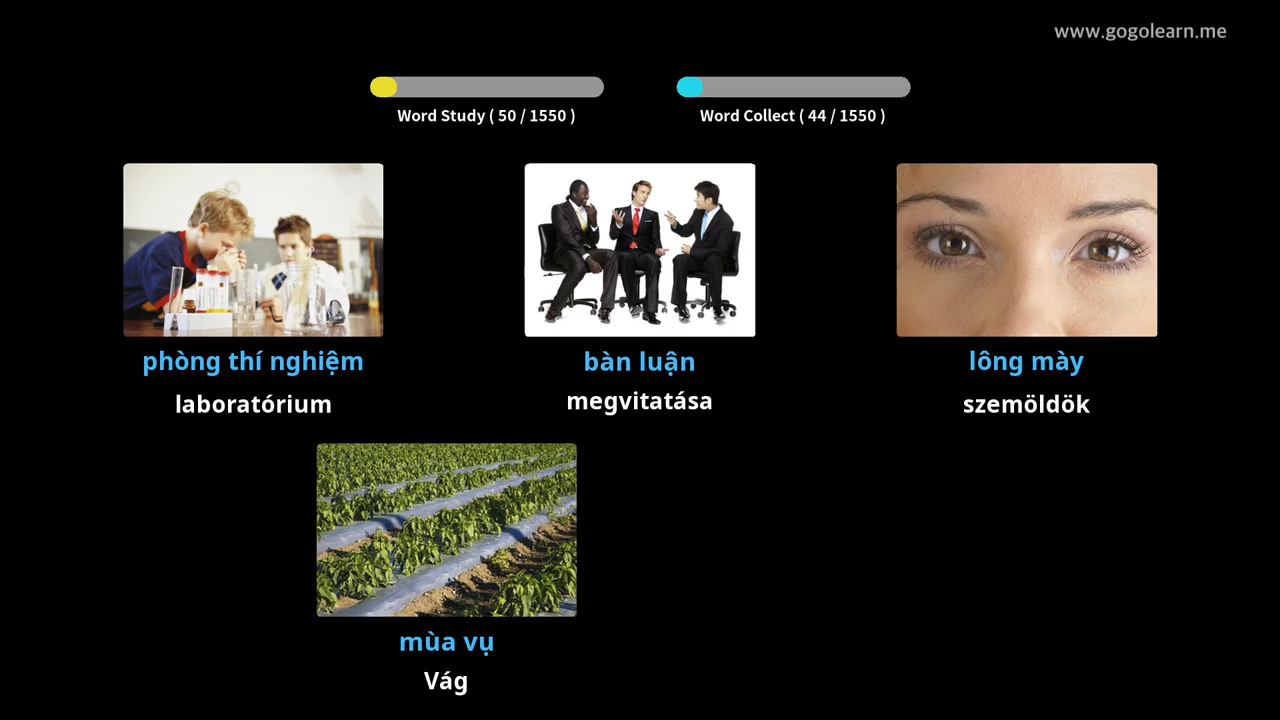 www.gogolearn.me
Word Study ( 50 / 1550 )
Word Collect ( 44 / 1550 )
phòng thí nghiệm
laboratórium
bàn luận
megvitatása
lông mày
szemöldök
mùa vụ
Vág